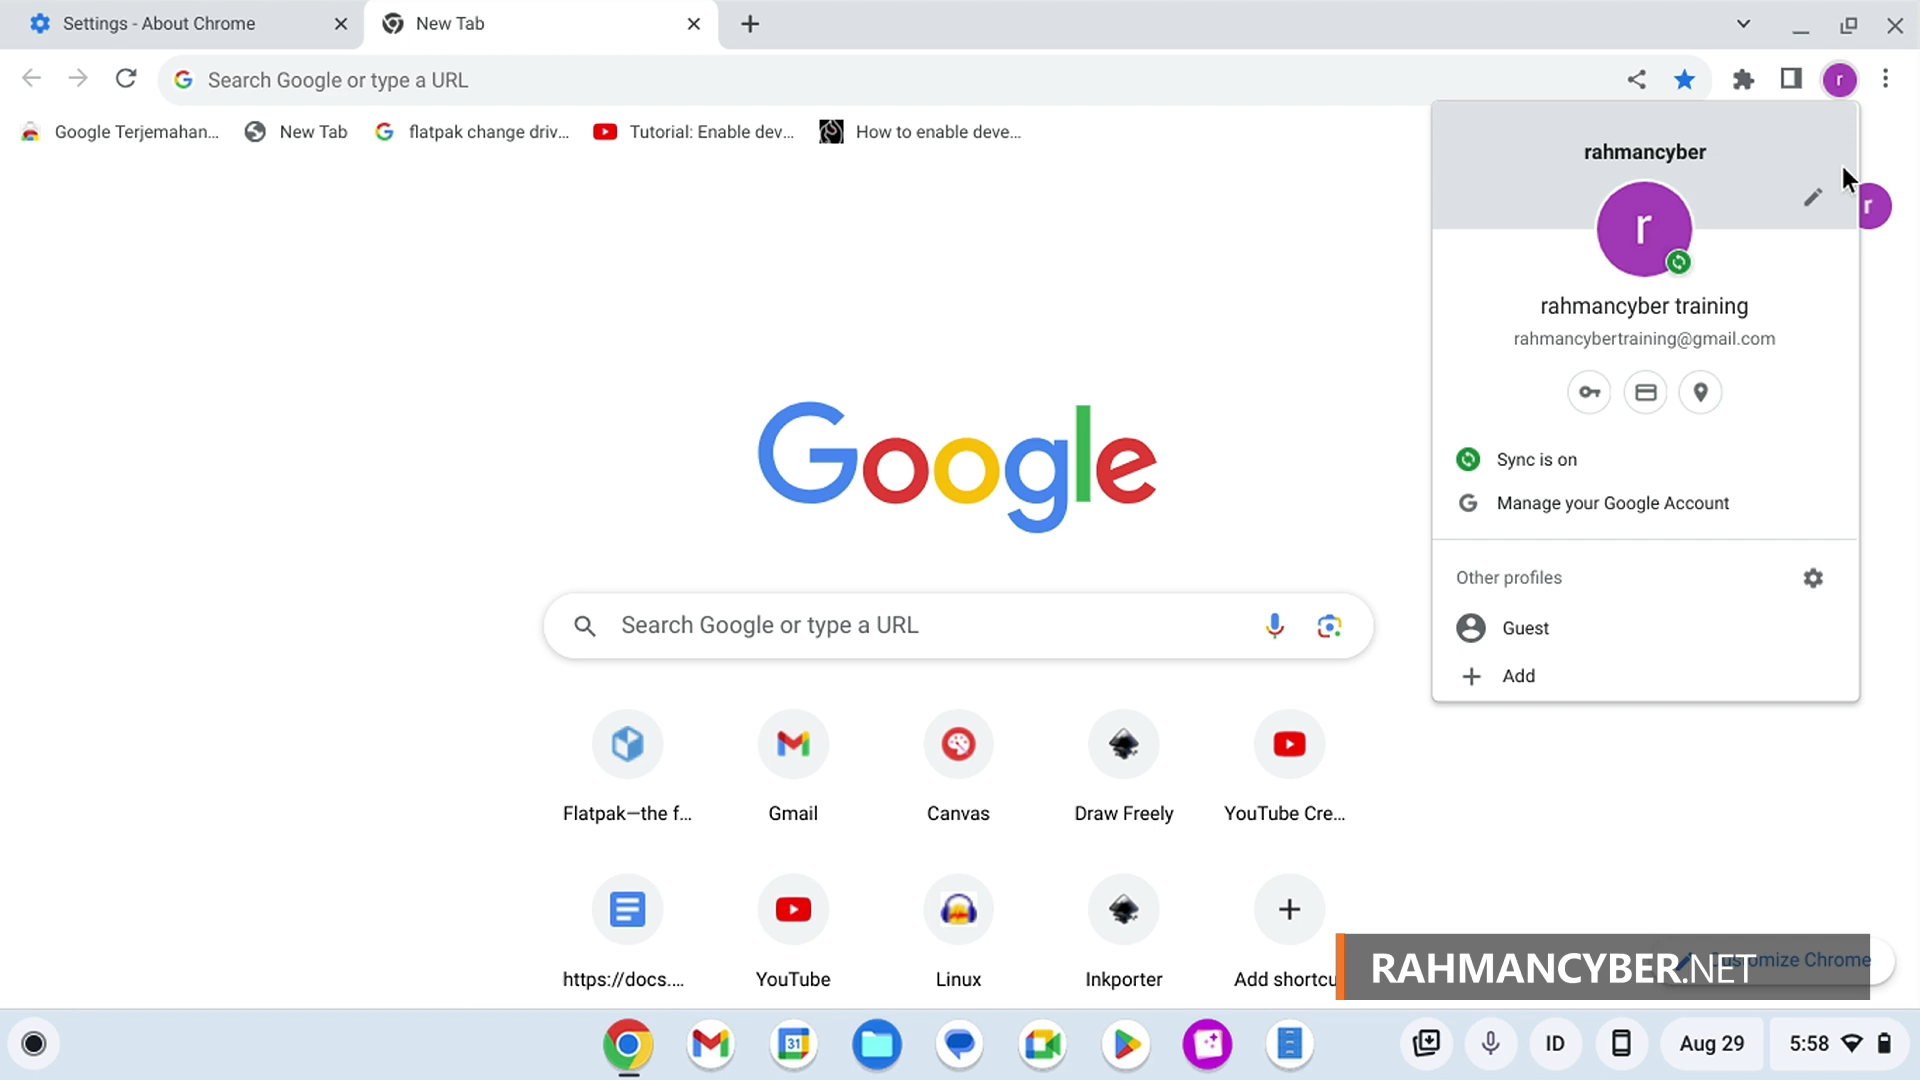 Settings - About Chrome
New Tab
Search Google or type a URL
r
Google Terjemahan...
New Tab
flatpak change driv...
Tutorial: Enable dev...
How to enable deve...
rahmancyber
r
r
rahmancyber training
rahmancybertraining@gmail.com
Sync is on
Manage your Google Account
Other profiles
Guest
Add
Google
Search Google or type a URL
Flatpak—the f...
Gmail
Canvas
Draw Freely
YouTube Cre...
https://docs....
YouTube
Linux
Inkporter
Add shortcu
Customize Chrome
RAHMANCYBER.NET
31
ID
Aug 29
5:58